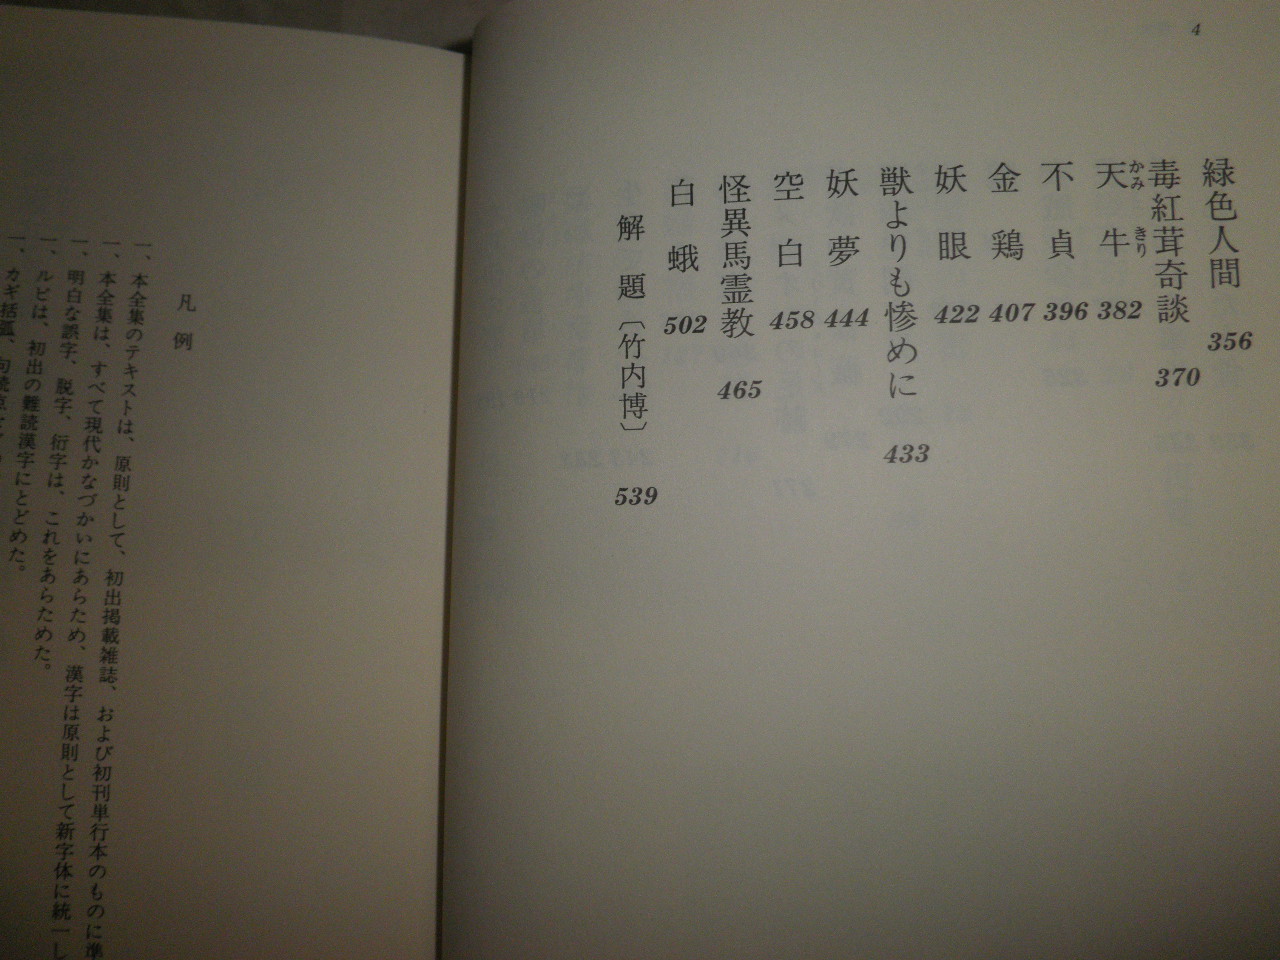 4
緑色人間 356
毒紅茸奇談 370
天牛 382
かみきり
不貞 396
金鶏 407
妖眼 422
獣よりも惨めに 433
妖夢 444
空白 458
怪異馬霊教 465
白蛾 502
解題〔竹内博〕 539
凡例
一、本全集のテキストは、原則として、初出掲載雑誌、および初刊単行本のものに準
一、本全集は、すべて現代かなづかいにあらため、漢字は原則として新字体に統一し
一、明白な誤字、脱字、衍字は、これをあらためた。
一、ルビは、初出の難読漢字にとどめた。
一、カギ括弧、句読点